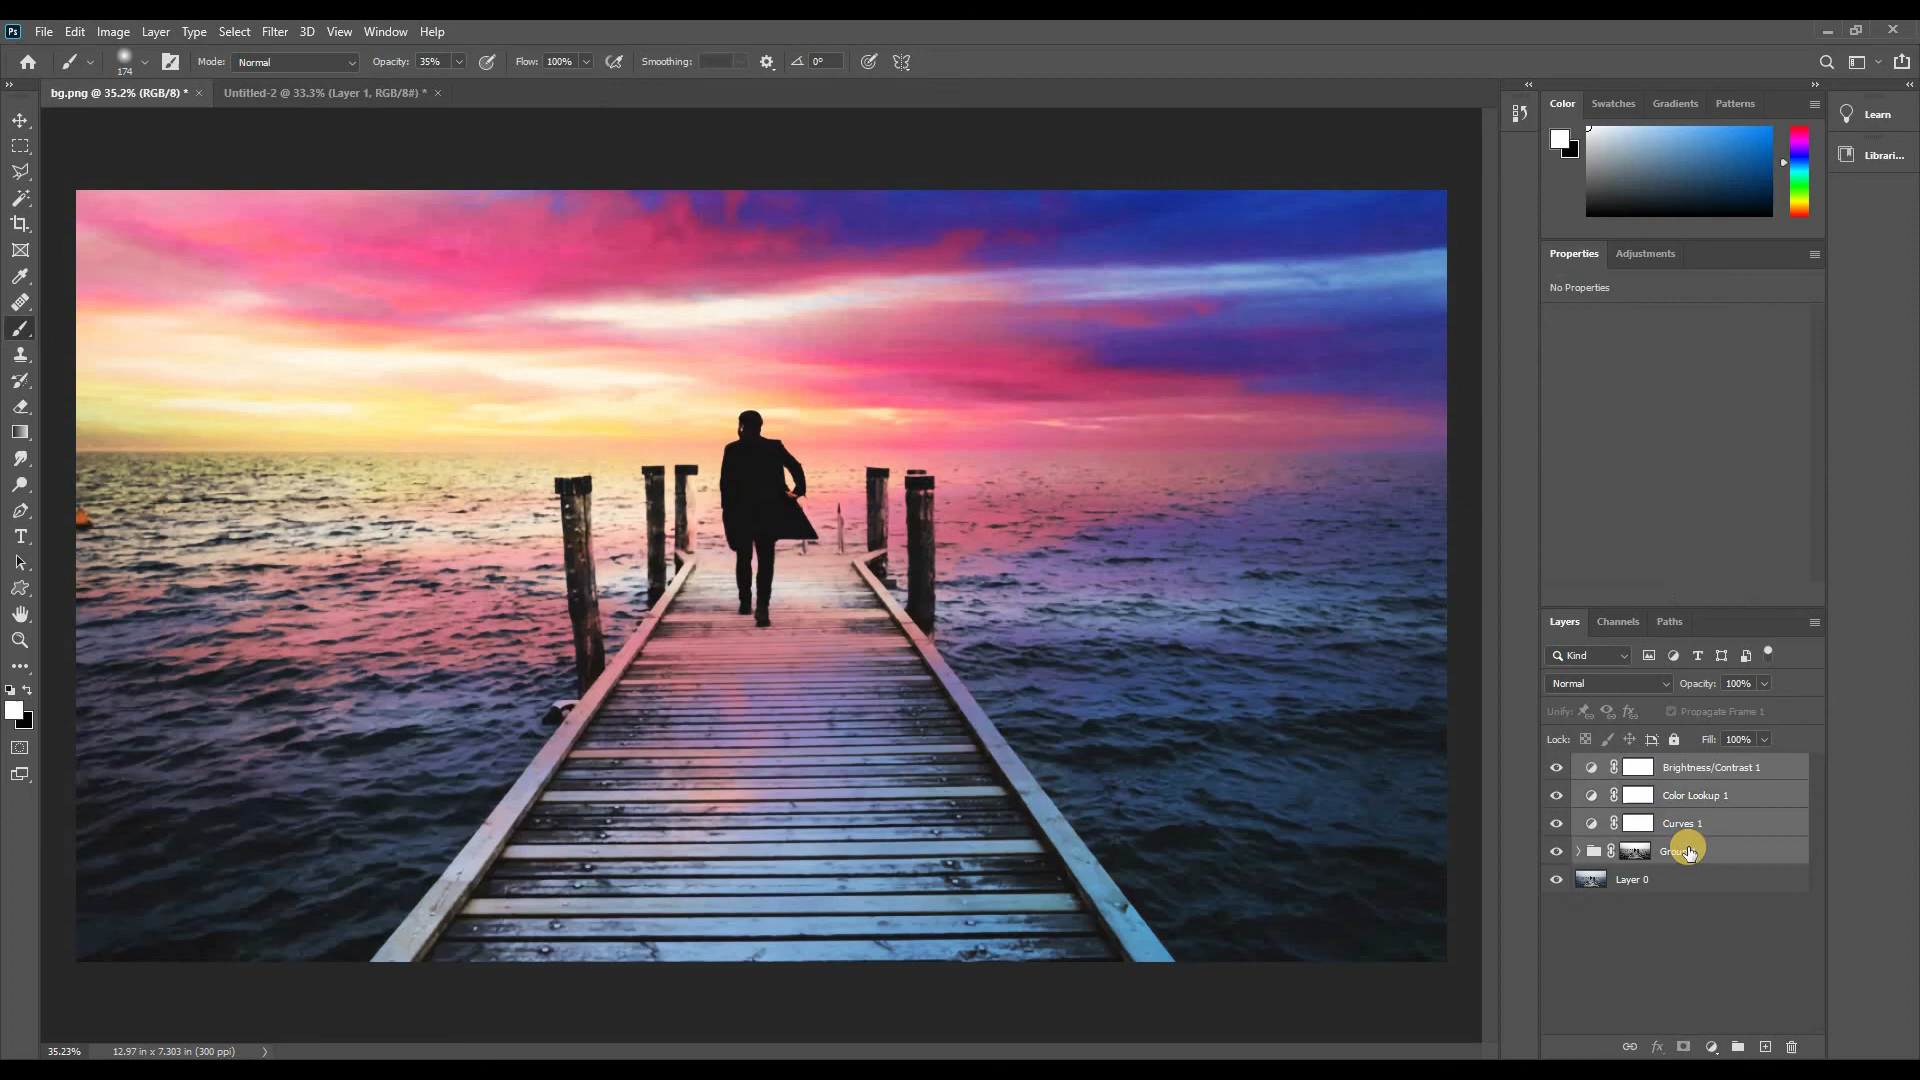 Ps File Edit Image Layer Type Select Filter 3D View Window Help
174 Mode: Normal Opacity: 35% Flow: 100% Smoothing: 0°
bg.png @ 35.2% (RGB/8) * × Untitled-2 @ 33.3% (Layer 1, RGB/8#) * ×
Color Swatches Gradients Patterns
Learn
Librari...
Properties Adjustments
No Properties
Layers Channels Paths
Kind
Normal Opacity: 100%
Unify: Propagate Frame 1
Lock: Fill: 100%
Brightness/Contrast 1
Color Lookup 1
Curves 1
Layer 0
35.23% 12.97 in x 7.303 in (300 ppi)